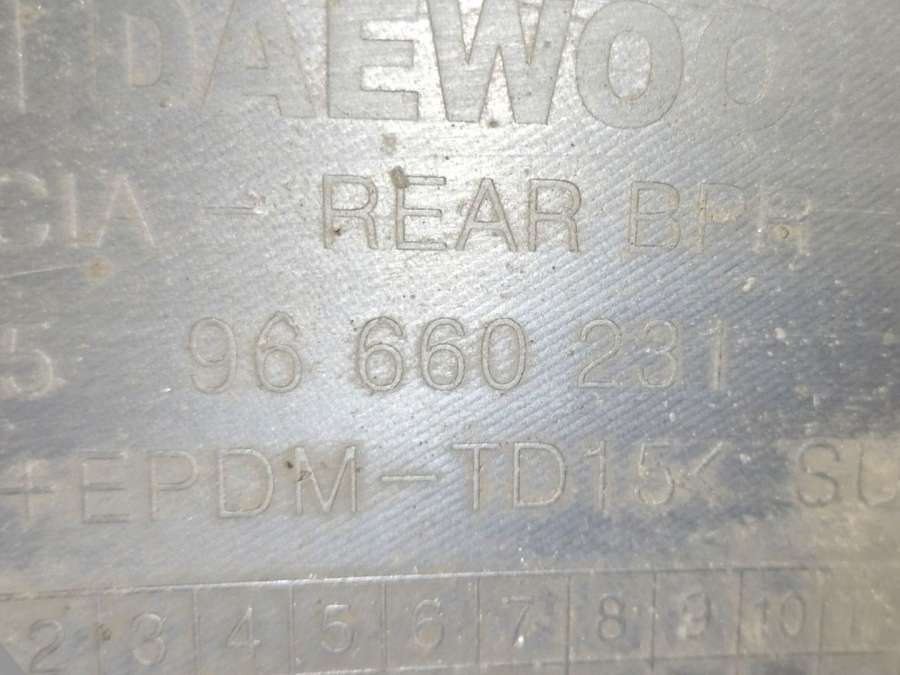 DAEWOO
CIA - REAR BPR
5 96 660 231
+EPDM-TD15< SU
2 3 4 5 6 7 8 9 10